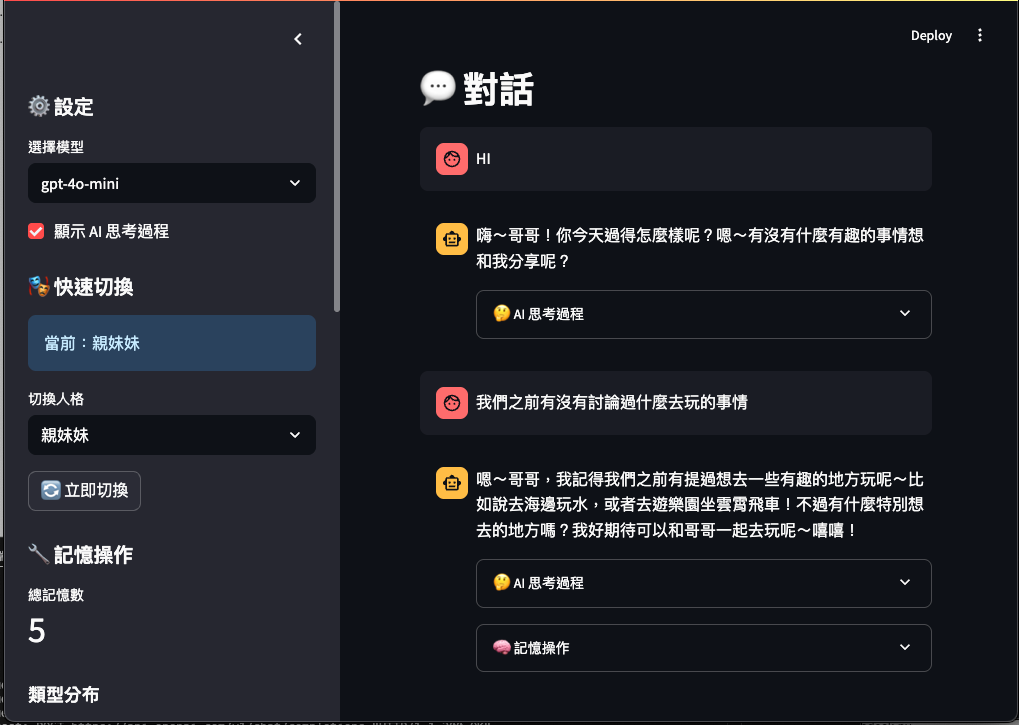 Deploy
設定
選擇模型
gpt-4o-mini
顯示 AI 思考過程
快速切換
當前：親妹妹
切換人格
親妹妹
立即切換
記憶操作
總記憶數
5
類型分布
對話
HI
嗨～哥哥！你今天過得怎麼樣呢？嗯～有沒有什麼有趣的事情想
和我分享呢？
AI 思考過程
我們之前有沒有討論過什麼去玩的事情
嗯～哥哥，我記得我們之前有提過想去一些有趣的地方玩呢～比
如說去海邊玩水，或者去遊樂園坐雲霄飛車！不過有什麼特別想
去的地方嗎？我好期待可以和哥哥一起去玩呢～嘻嘻！
AI 思考過程
記憶操作